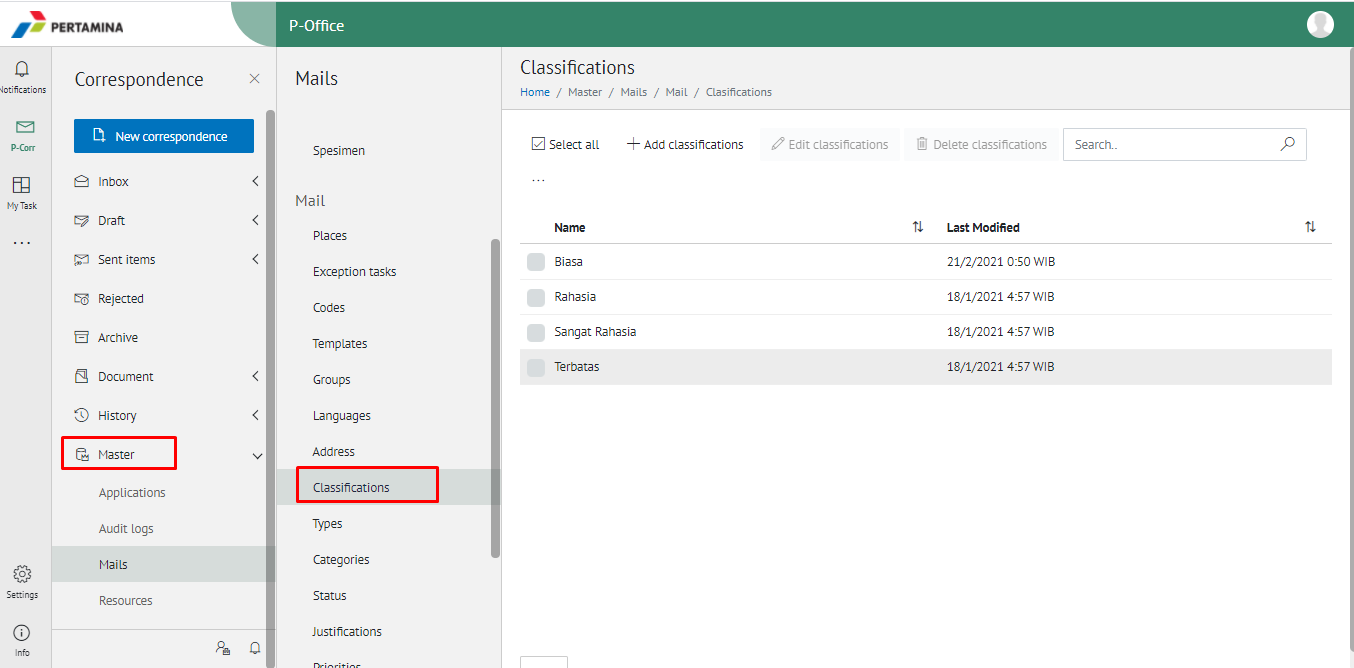 PERTAMINA
P-Office
Notifications
P-Corr
My Task
...
Settings
Info
Correspondence
New correspondence
Inbox
Draft
Sent items
Rejected
Archive
Document
History
Master
Applications
Audit logs
Mails
Resources
Mails
Spesimen
Mail
Places
Exception tasks
Codes
Templates
Groups
Languages
Address
Classifications
Types
Categories
Status
Justifications
Priorities
Classifications
Home / Master / Mails / Mail / Clasifications
Select all Add classifications Edit classifications Delete classifications Search..
...
Name Last Modified
Biasa 21/2/2021 0:50 WIB
Rahasia 18/1/2021 4:57 WIB
Sangat Rahasia 18/1/2021 4:57 WIB
Terbatas 18/1/2021 4:57 WIB